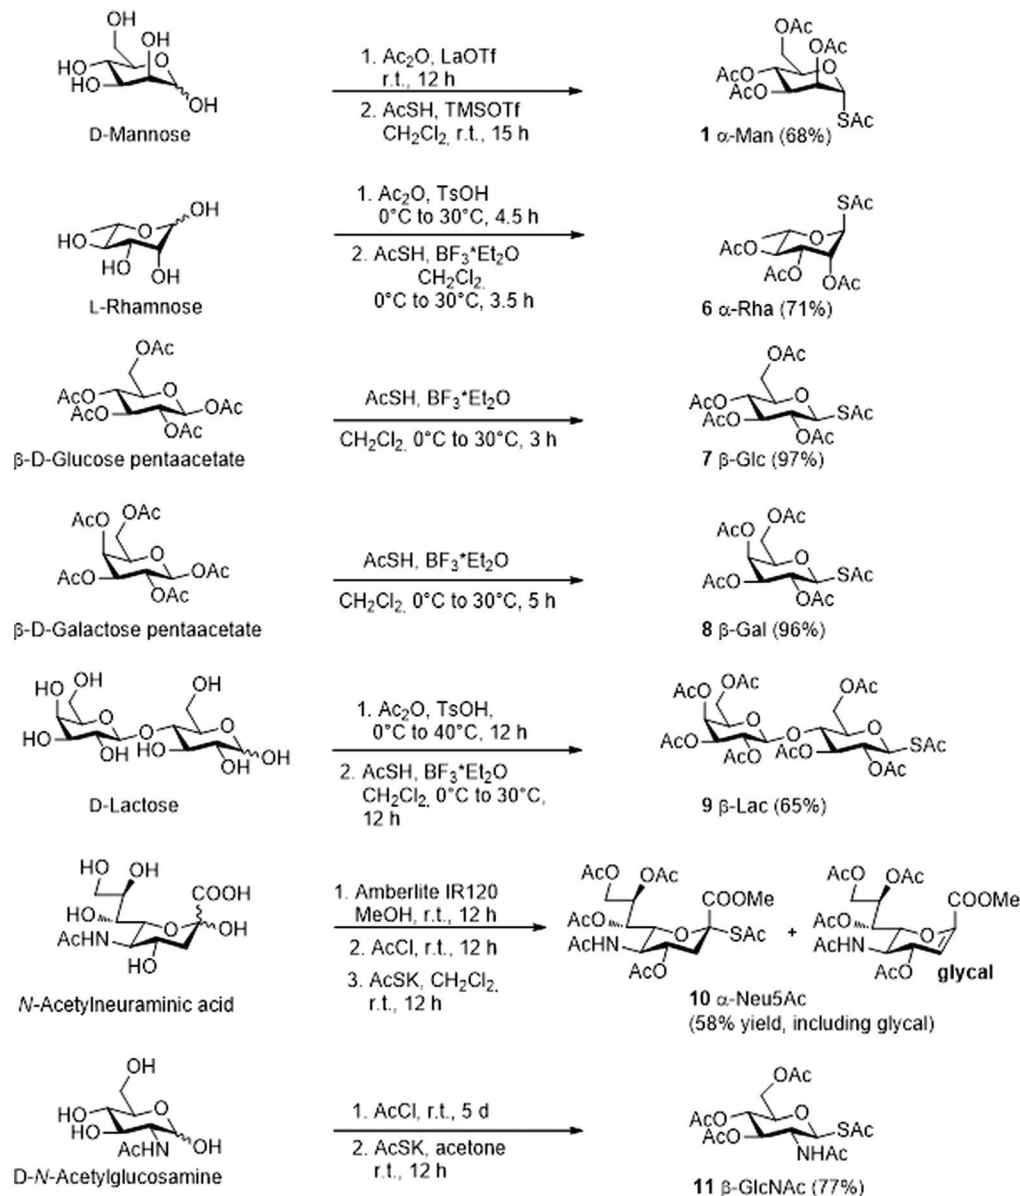 OH
OH
HO
HO
OH
D-Mannose
1. Ac2O, LaOTf
r.t., 12 h
2. AcSH, TMSOTf
CH2Cl2, r.t., 15 h
AcO
OAc
AcO
AcO
SAc
1 α-Man (68%)
O
OH
HO
HO
OH
L-Rhamnose
1. Ac2O, TsOH
0°C to 30°C, 4.5 h
2. AcSH, BF3*Et2O
CH2Cl2,
0°C to 30°C, 3.5 h
SAc
O
AcO
AcO
OAc
6 α-Rha (71%)
OAc
AcO
AcO
O
OAc
OAc
β-D-Glucose pentaacetate
AcSH, BF3*Et2O
CH2Cl2, 0°C to 30°C, 3 h
OAc
AcO
AcO
O
SAc
OAc
7 β-Glc (97%)
AcO
OAc
O
AcO
OAc
OAc
β-D-Galactose pentaacetate
AcSH, BF3*Et2O
CH2Cl2, 0°C to 30°C, 5 h
AcO
OAc
O
AcO
SAc
OAc
8 β-Gal (96%)
HO
OH
OH
O
O
O
HO
OH
HO
OH
OH
D-Lactose
1. Ac2O, TsOH,
0°C to 40°C, 12 h
2. AcSH, BF3*Et2O
CH2Cl2, 0°C to 30°C,
12 h
AcO
OAc
OAc
O
O
O
AcO
OAc
AcO
SAc
OAc
9 β-Lac (65%)
HO
OH
COOH
HO
O
OH
AcHN
HO
N-Acetylneuraminic acid
1. Amberlite IR120
MeOH, r.t., 12 h
2. AcCl, r.t., 12 h
3. AcSK, CH2Cl2,
r.t., 12 h
AcO
OAc
COOMe
AcO
O
SAc
AcHN
AcO
+
AcO
OAc
COOMe
AcO
O
AcHN
AcO
glycal
10 α-Neu5Ac
(58% yield, including glycal)
OH
HO
HO
O
AcHN
OH
D-N-Acetylglucosamine
1. AcCl, r.t., 5 d
2. AcSK, acetone
r.t., 12 h
OAc
AcO
AcO
O
SAc
NHAc
11 β-GlcNAc (77%)